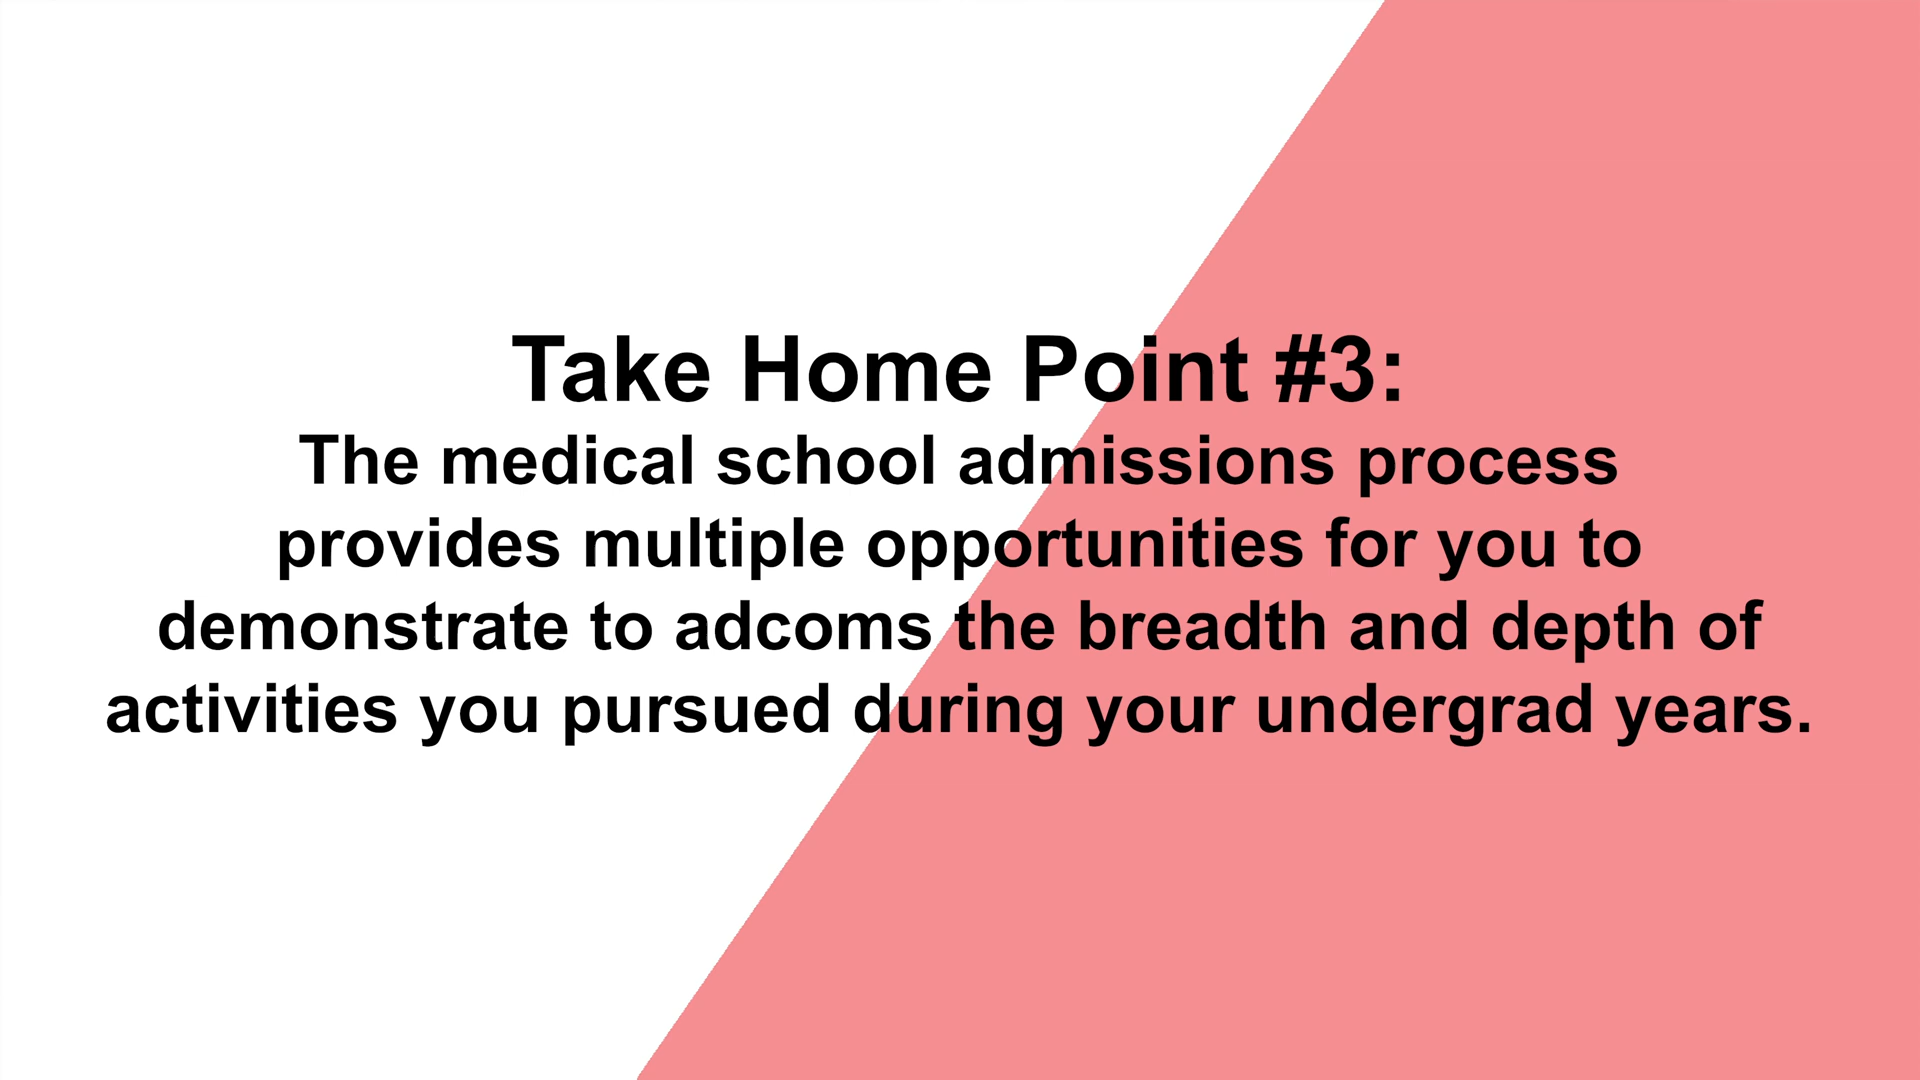 Take Home Point #3:
The medical school admissions process
provides multiple opportunities for you to
demonstrate to adcoms the breadth and depth of
activities you pursued during your undergrad years.